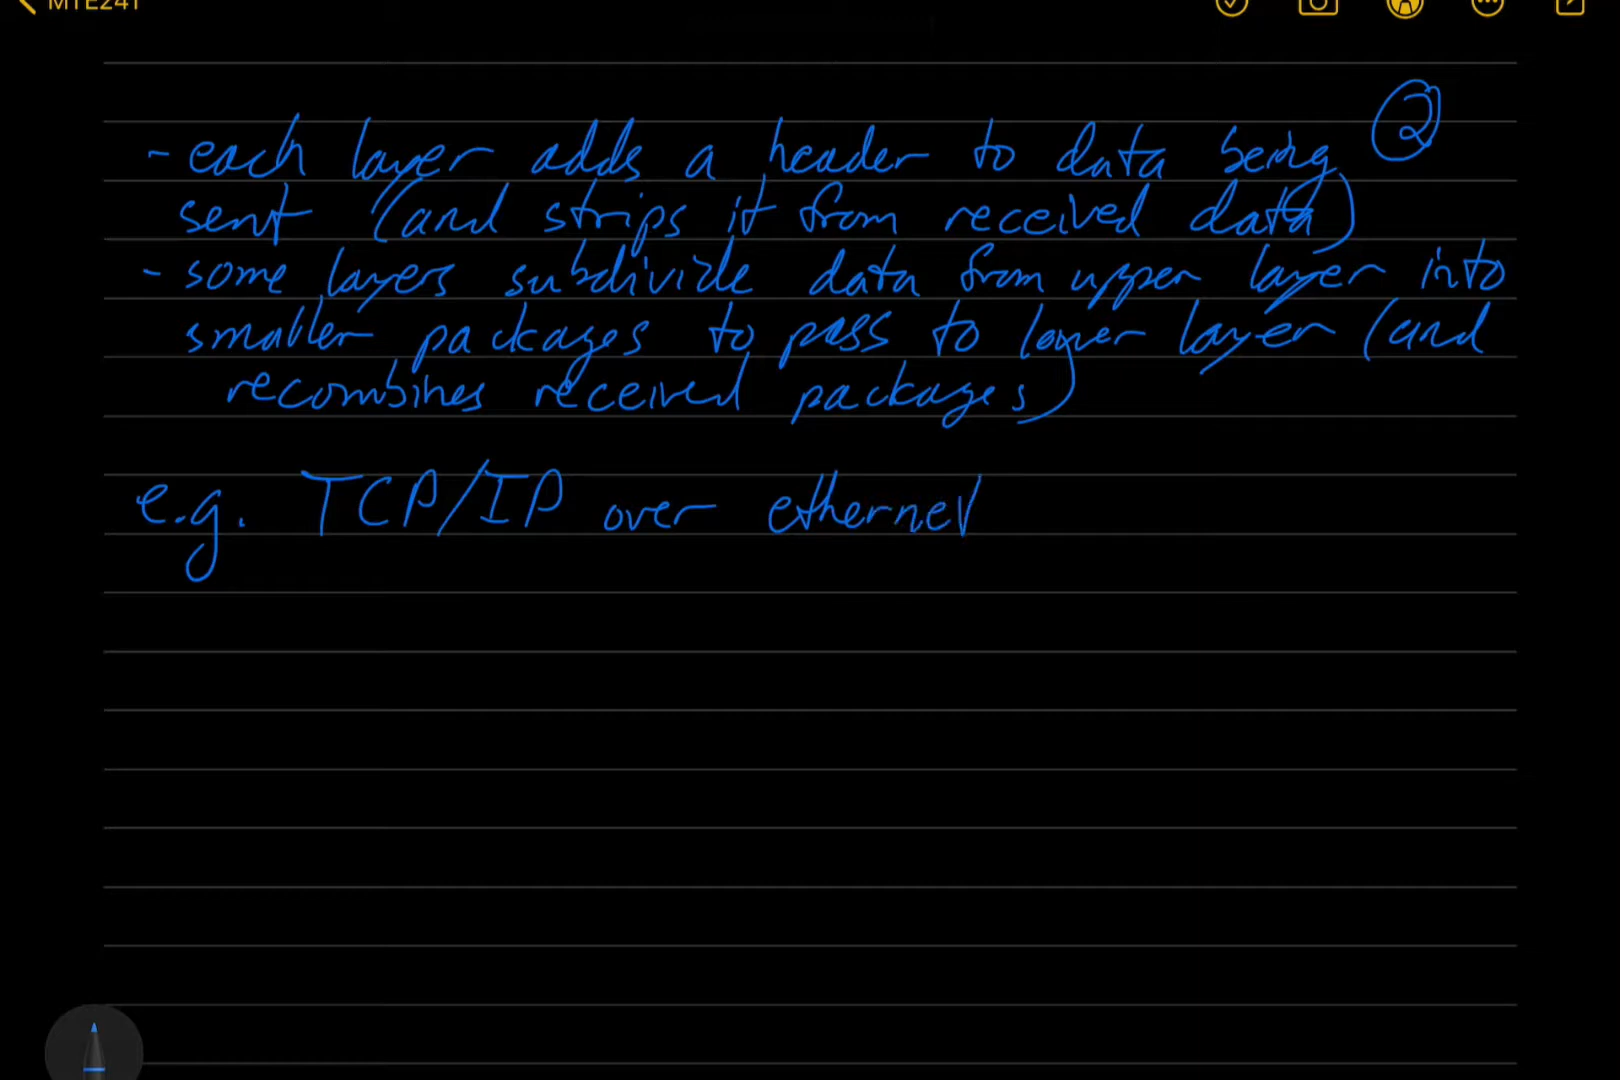 MTE241
②
- each layer adds a header to data being
sent (and strips it from received data)
- some layers subdivide data from upper layer into
smaller packages to pass to lower layer (and
recombines received packages)
e.g. TCP/IP over ethernet